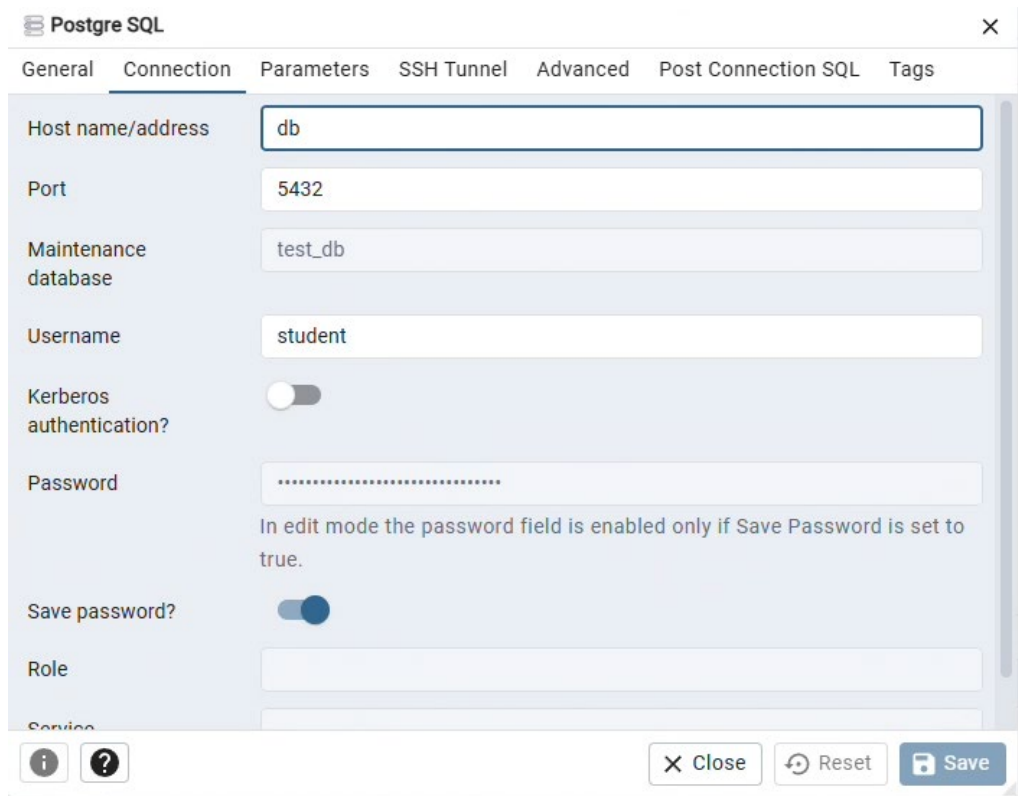 Postgre SQL
General Connection Parameters SSH Tunnel Advanced Post Connection SQL Tags
Host name/address db
Port 5432
Maintenance
database test_db
Username student
Kerberos
authentication?
Password ••••••••••••••••••••••••••••••••
In edit mode the password field is enabled only if Save Password is set to
true.
Save password?
Role
Service
Close Reset Save